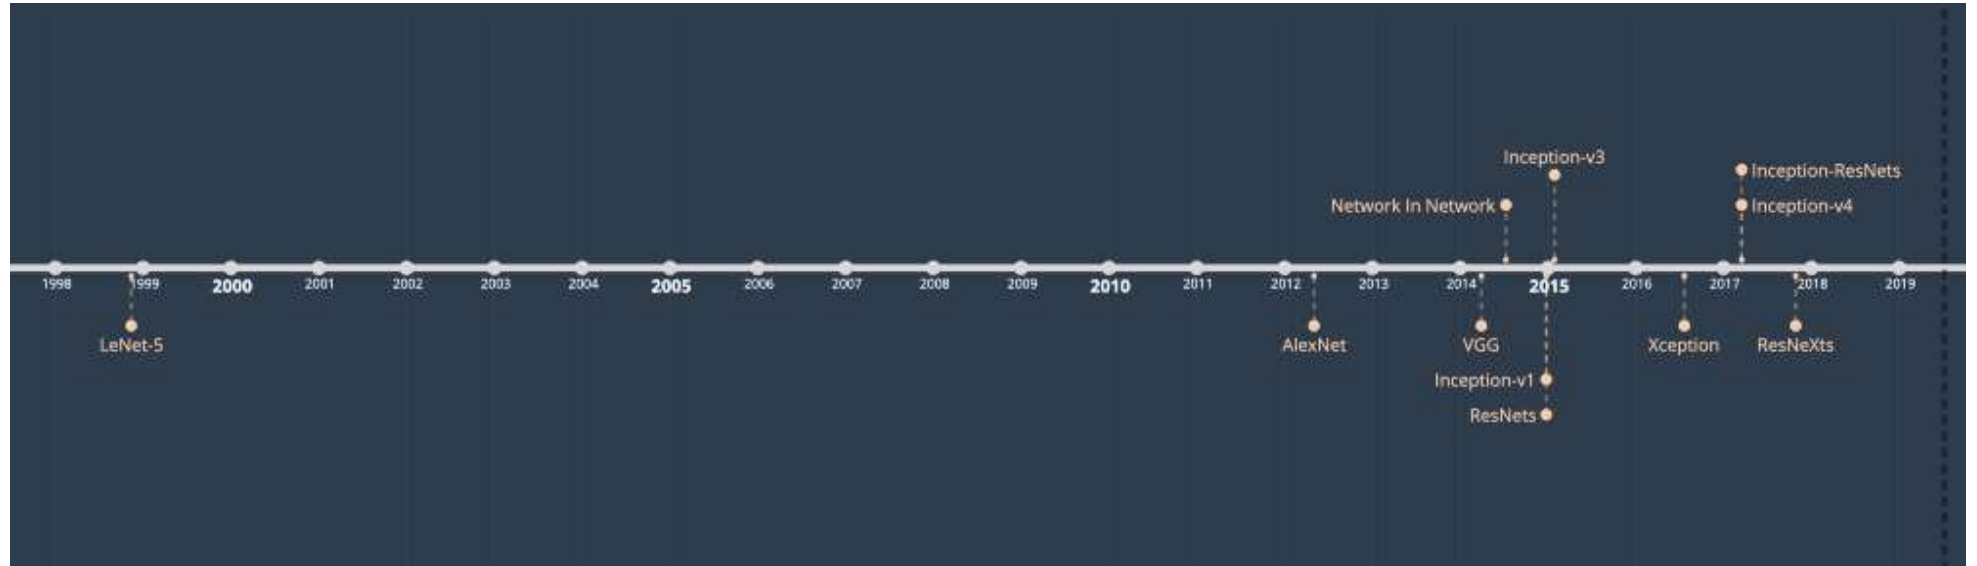 Inception-v3
Inception-ResNets
Network In Network
Inception-v4
1998
1999
2000
2001
2002
2003
2004
2005
2006
2007
2008
2009
2010
2011
2012
2013
2014
2015
2016
2017
2018
2019
LeNet-5
AlexNet
VGG
Xception
ResNeXts
Inception-v1
ResNets